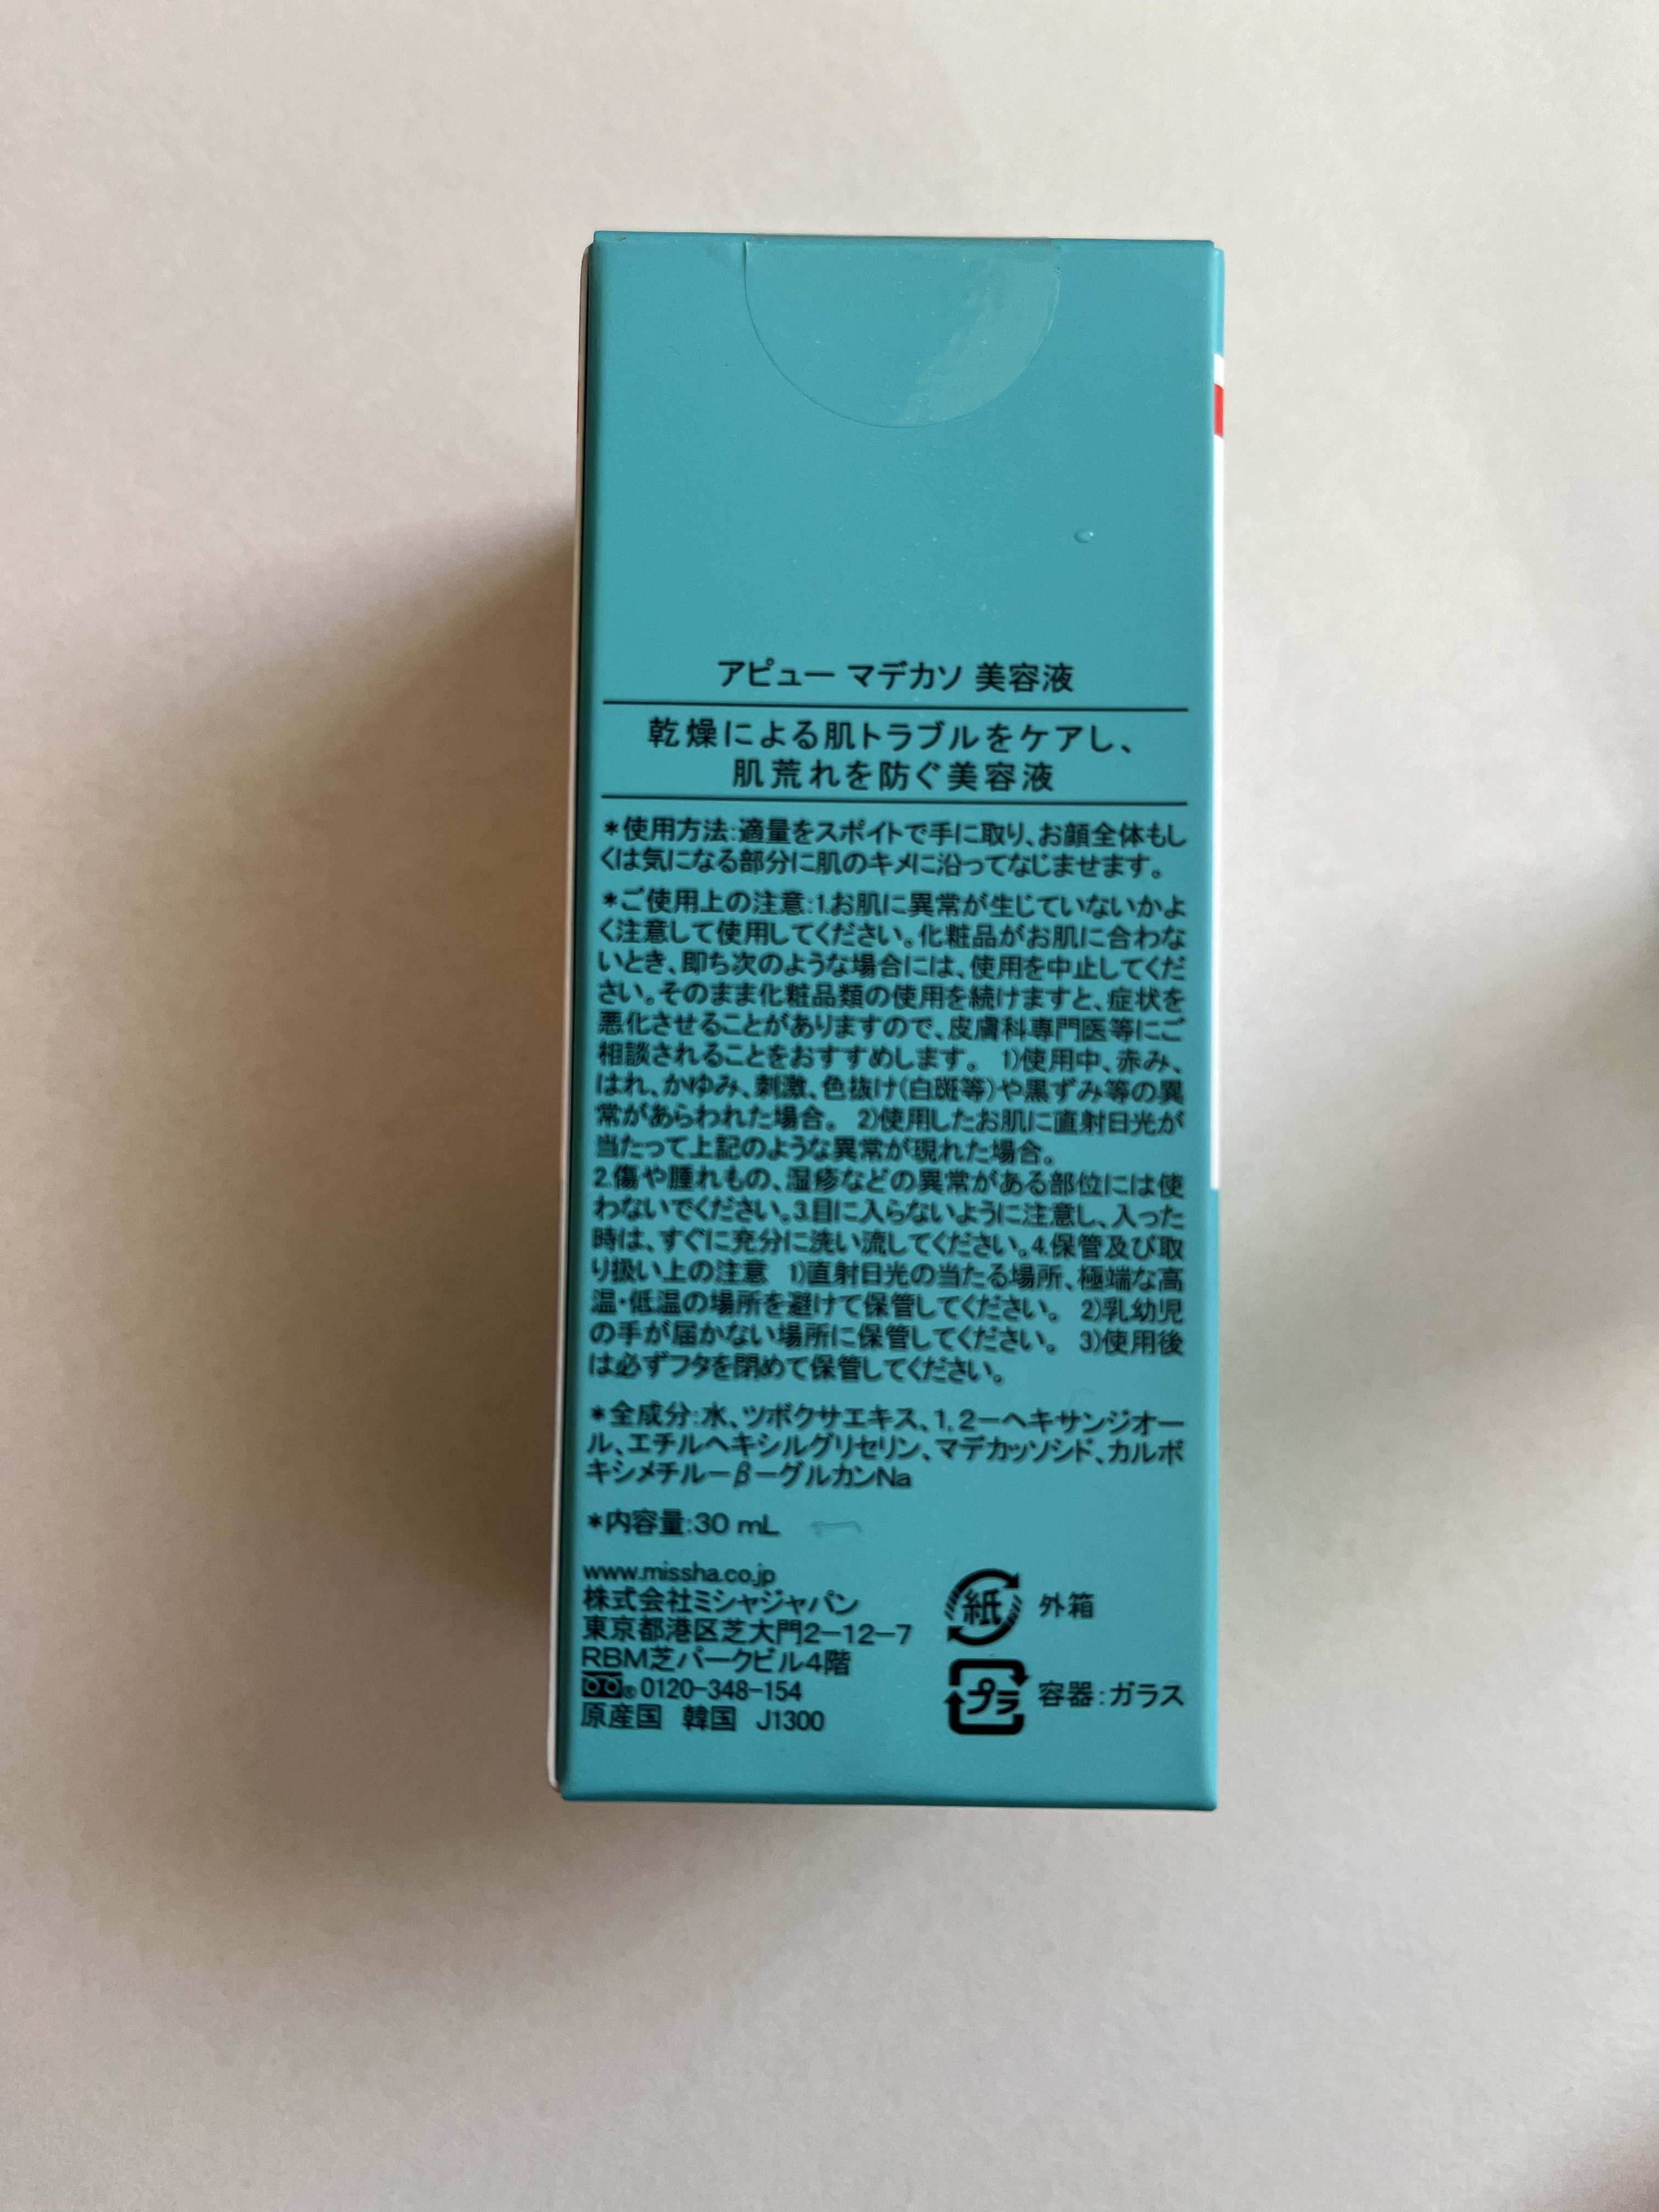 アピュー マデカソ 美容液
乾燥による肌トラブルをケアし、
肌荒れを防ぐ美容液
*使用方法:適量をスポイトで手に取り、お顔全体もし
くは気になる部分に肌のキメに沿ってなじませます。
*ご使用上の注意:1.お肌に異常が生じていないかよ
く注意して使用してください。化粧品がお肌に合わな
いとき、即ち次のような場合には、使用を中止してくだ
さい。そのまま化粧品類の使用を続けますと、症状を
悪化させることがありますので、皮膚科専門医等にご
相談されることをおすすめします。 1)使用中、赤み、
はれ、かゆみ、刺激、色抜け(白斑等)や黒ずみ等の異
常があらわれた場合。 2)使用したお肌に直射日光が
当たって上記のような異常が現れた場合。
2.傷や腫れもの、湿疹などの異常がある部位には使
わないでください。3.目に入らないように注意し、入った
時は、すぐに充分に洗い流してください。4.保管及び取
り扱い上の注意 1)直射日光の当たる場所、極端な高
温・低温の場所を避けて保管してください。 2)乳幼児
の手が届かない場所に保管してください。 3)使用後
は必ずフタを閉めて保管してください。
*全成分:水、ツボクサエキス、1,2－ヘキサンジオー
ル、エチルヘキシルグリセリン、マデカッソシド、カルボ
キシメチル－β－グルカンNa
*内容量:30 mL
www.missha.co.jp
株式会社ミシャジャパン
東京都港区芝大門2－12－7
RBM芝パークビル4階
®0120-348-154
原産国 韓国 J1300
紙 外箱
プラ 容器:ガラス